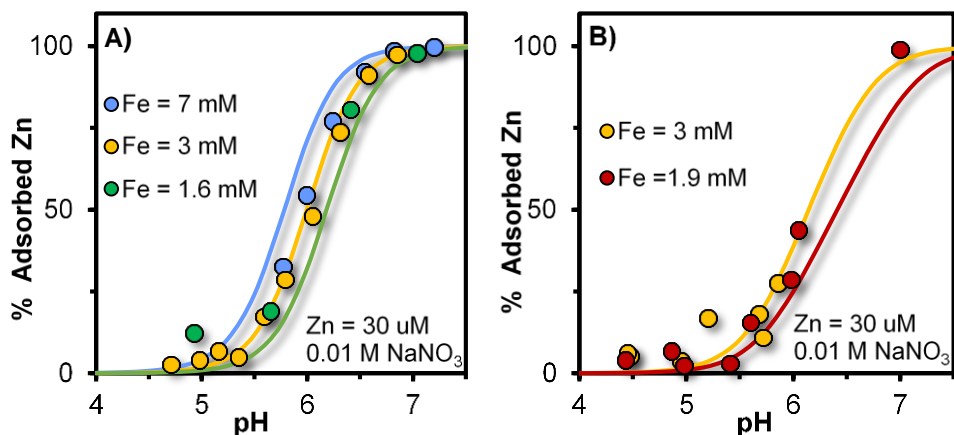 A)
100
50
0
Fe = 7 mM
Fe = 3 mM
Fe = 1.6 mM
Zn = 30 uM
0.01 M NaNO₃
4 5 6 7
pH
% Adsorbed Zn
B)
100
50
0
Fe = 3 mM
Fe =1.9 mM
Zn = 30 uM
0.01 M NaNO₃
4 5 6 7
pH
% Adsorbed Zn